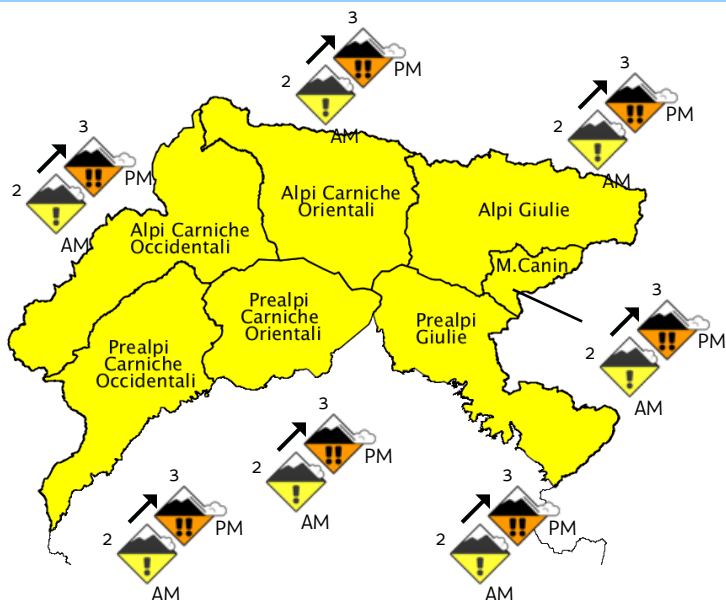 3
2
PM
AM
3
2
PM
AM
3
2
PM
AM
Alpi Carniche
Orientali
Alpi Giulie
Alpi Carniche
Occidentali
M.Canin
Prealpi
Carniche
Orientali
Prealpi
Giulie
Prealpi
Carniche
Occidentali
3
2
PM
AM
3
2
PM
AM
3
2
PM
AM
3
2
PM
AM